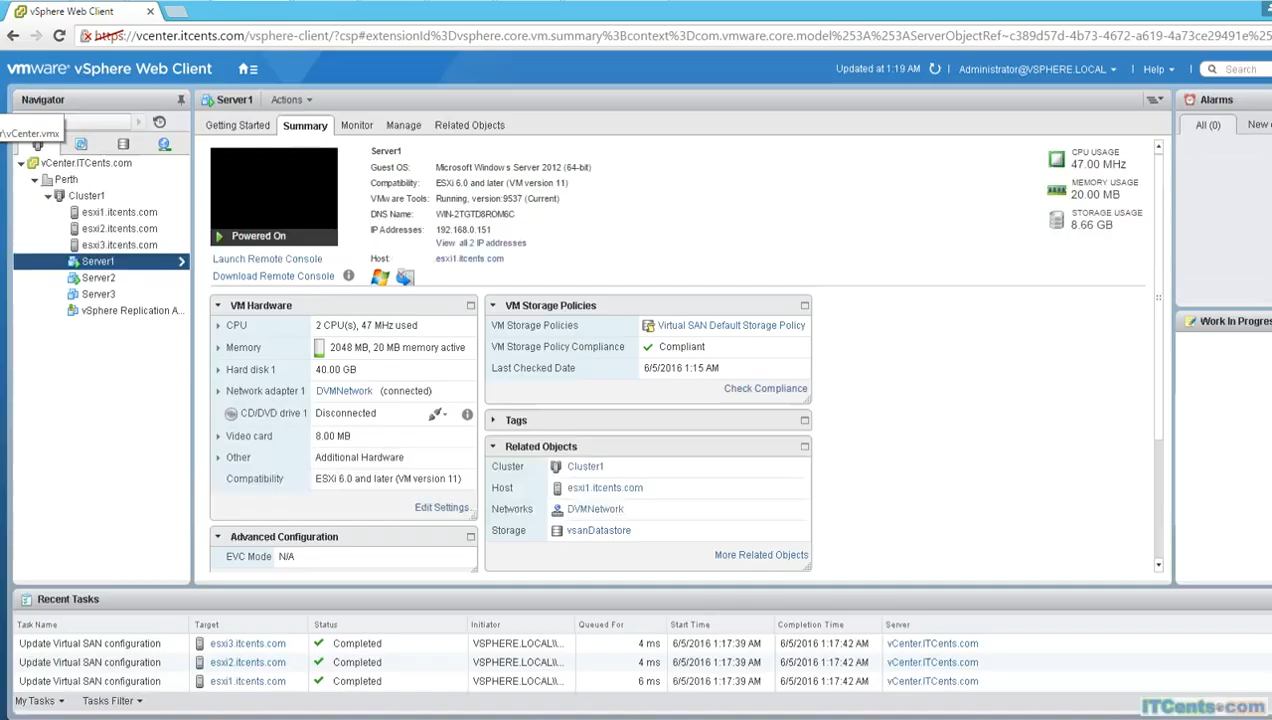 vSphere Web Client
https://vcenter.itcents.com/vsphere-client/?csp#extensionId%3Dvsphere.core.vm.summary%3Bcontext%3Dcom.vmware.core.model%253A%253AServerObjectRef~c389d57d-4b73-4672-a619-4a73ce29491e%25
vmware® vSphere Web Client
Updated at 1:19 AM
Administrator@VSPHERE.LOCAL
Help
Search
Navigator
r\vCenter.vmx
vCenter.ITCents.com
Perth
Cluster1
esxi1.itcents.com
esxi2.itcents.com
esxi3.itcents.com
Server1
Server2
Server3
vSphere Replication A...
Server1 Actions
Getting Started Summary Monitor Manage Related Objects
Powered On
Launch Remote Console
Download Remote Console
Server1
Guest OS: Microsoft Windows Server 2012 (64-bit)
Compatibility: ESXi 6.0 and later (VM version 11)
VMware Tools: Running, version:9537 (Current)
DNS Name: WIN-2TGTD8ROM6C
IP Addresses: 192.168.0.151
View all 2 IP addresses
Host: esxi1.itcents.com
CPU USAGE
47.00 MHz
MEMORY USAGE
20.00 MB
STORAGE USAGE
8.66 GB
VM Hardware
CPU 2 CPU(s), 47 MHz used
Memory 2048 MB, 20 MB memory active
Hard disk 1 40.00 GB
Network adapter 1 DVMNetwork (connected)
CD/DVD drive 1 Disconnected
Video card 8.00 MB
Other Additional Hardware
Compatibility ESXi 6.0 and later (VM version 11)
Edit Settings...
Advanced Configuration
EVC Mode N/A
VM Storage Policies
VM Storage Policies Virtual SAN Default Storage Policy
VM Storage Policy Compliance Compliant
Last Checked Date 6/5/2016 1:15 AM
Check Compliance
Tags
Related Objects
Cluster Cluster1
Host esxi1.itcents.com
Networks DVMNetwork
Storage vsanDatastore
More Related Objects
Alarms
All (0) New
Work In Progres
Recent Tasks
Task Name Target Status Initiator Queued For Start Time Completion Time Server
Update Virtual SAN configuration esxi3.itcents.com Completed VSPHERE.LOCAL\\... 4 ms 6/5/2016 1:17:39 AM 6/5/2016 1:17:42 AM vCenter.ITCents.com
Update Virtual SAN configuration esxi2.itcents.com Completed VSPHERE.LOCAL\\... 4 ms 6/5/2016 1:17:39 AM 6/5/2016 1:17:42 AM vCenter.ITCents.com
Update Virtual SAN configuration esxi1.itcents.com Completed VSPHERE.LOCAL\\... 6 ms 6/5/2016 1:17:39 AM 6/5/2016 1:17:42 AM vCenter.ITCents.com
My Tasks Tasks Filter
ITCents.com